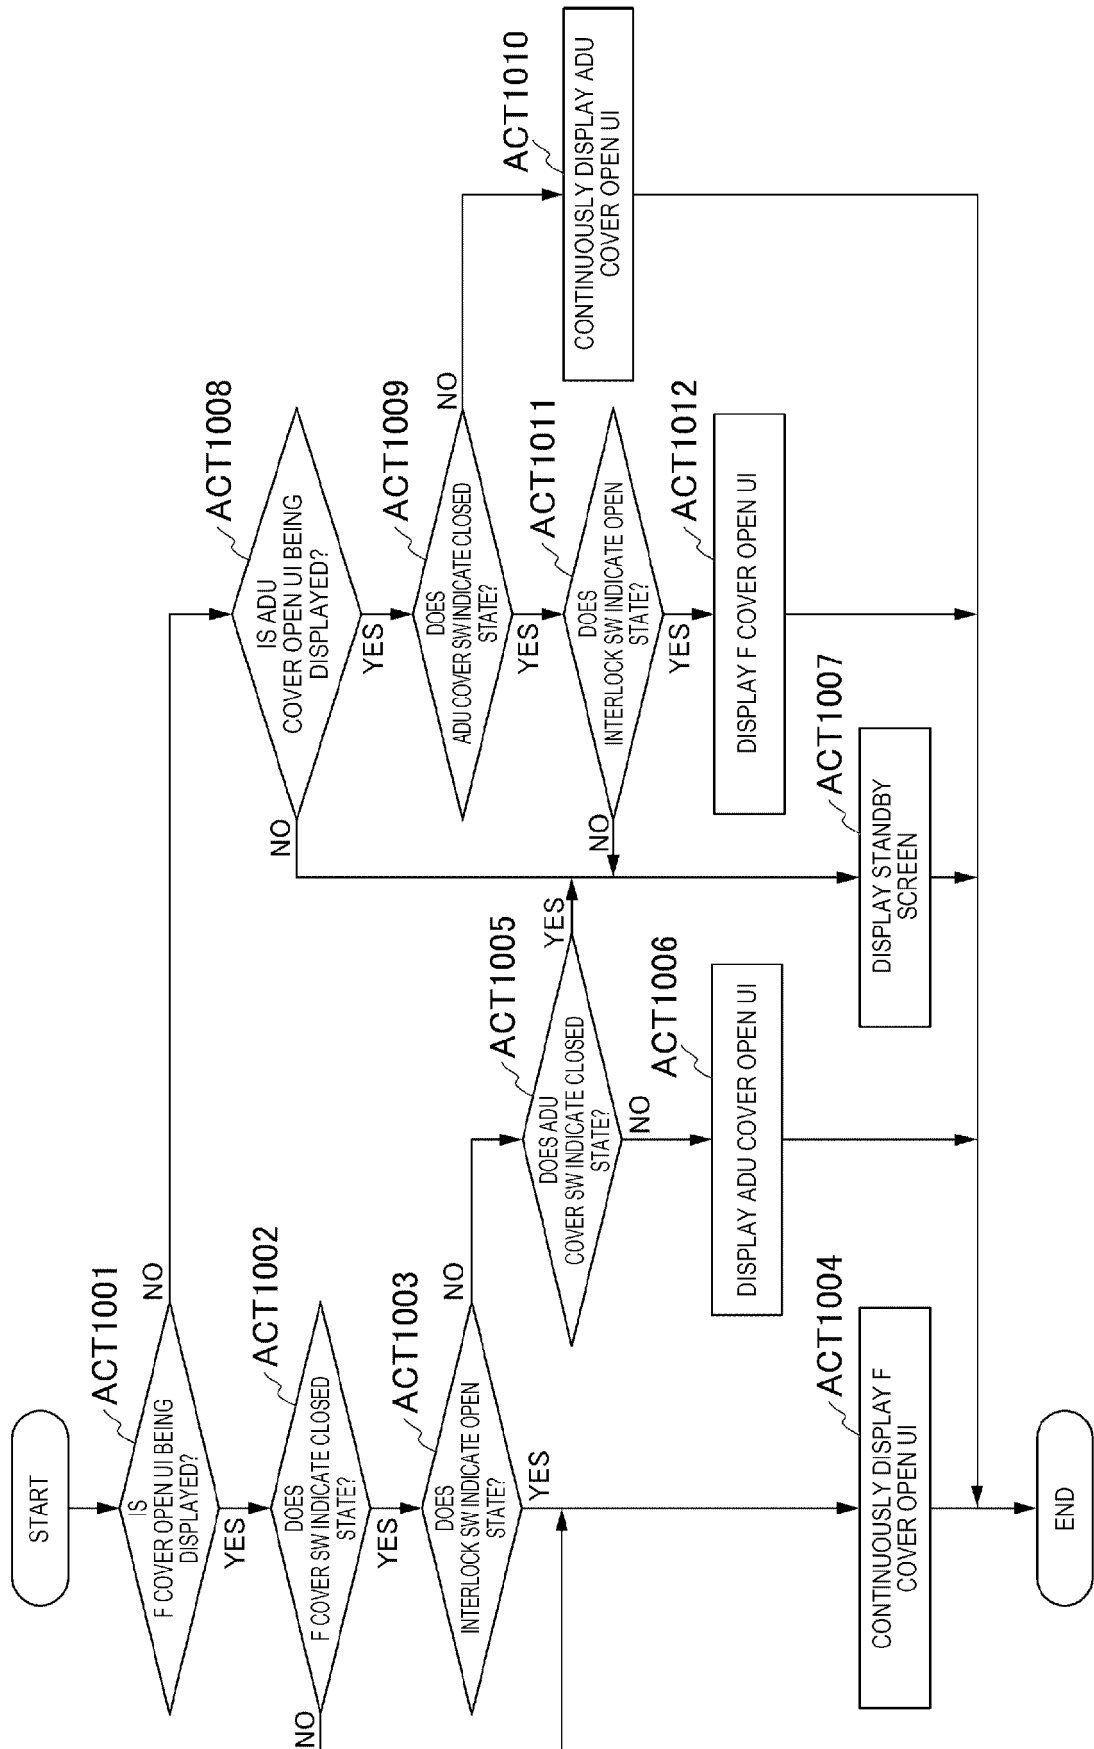 START
ACT1001
IS
F COVER OPEN UI BEING
DISPLAYED?
NO
YES
ACT1002
DOES
F COVER SW INDICATE CLOSED
STATE?
NO
YES
ACT1003
DOES
INTERLOCK SW INDICATE OPEN
STATE?
NO
YES
ACT1004
CONTINUOUSLY DISPLAY F
COVER OPEN UI
ACT1005
DOES ADU
COVER SW INDICATE CLOSED
STATE?
YES
NO
ACT1006
DISPLAY ADU COVER OPEN UI
ACT1007
DISPLAY STANDBY
SCREEN
ACT1008
IS ADU
COVER OPEN UI BEING
DISPLAYED?
NO
YES
ACT1009
DOES
ADU COVER SW INDICATE CLOSED
STATE?
NO
YES
ACT1010
CONTINUOUSLY DISPLAY ADU
COVER OPEN UI
ACT1011
DOES
INTERLOCK SW INDICATE OPEN
STATE?
NO
YES
ACT1012
DISPLAY F COVER OPEN UI
END